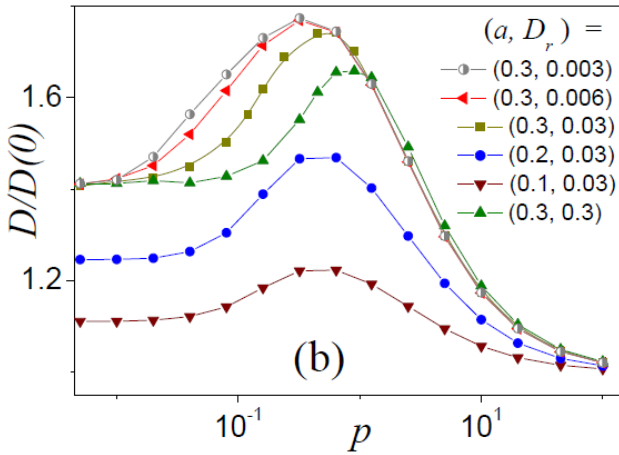 (a, D_r) =
(0.3, 0.003)
(0.3, 0.006)
(0.3, 0.03)
(0.2, 0.03)
(0.1, 0.03)
(0.3, 0.3)
1.6
1.2
D/D(0)
(b)
10^-1
10^1
p